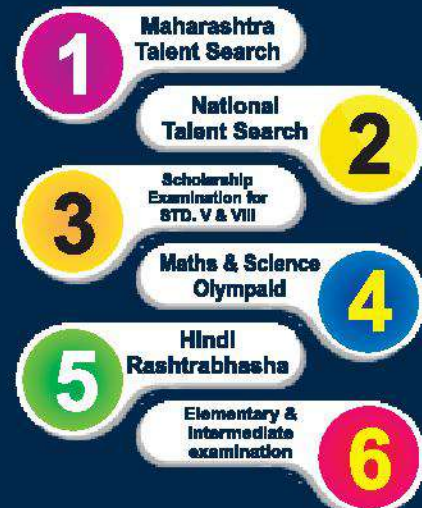 1
Maharashtra
Talent Search
National
Talent Search
2
3
Scholarship
Examination for
STD. V & VIII
Maths & Science
Olympaid
4
5
Hindi
Rashtrabhasha
Elementary &
Intermediate
examination
6